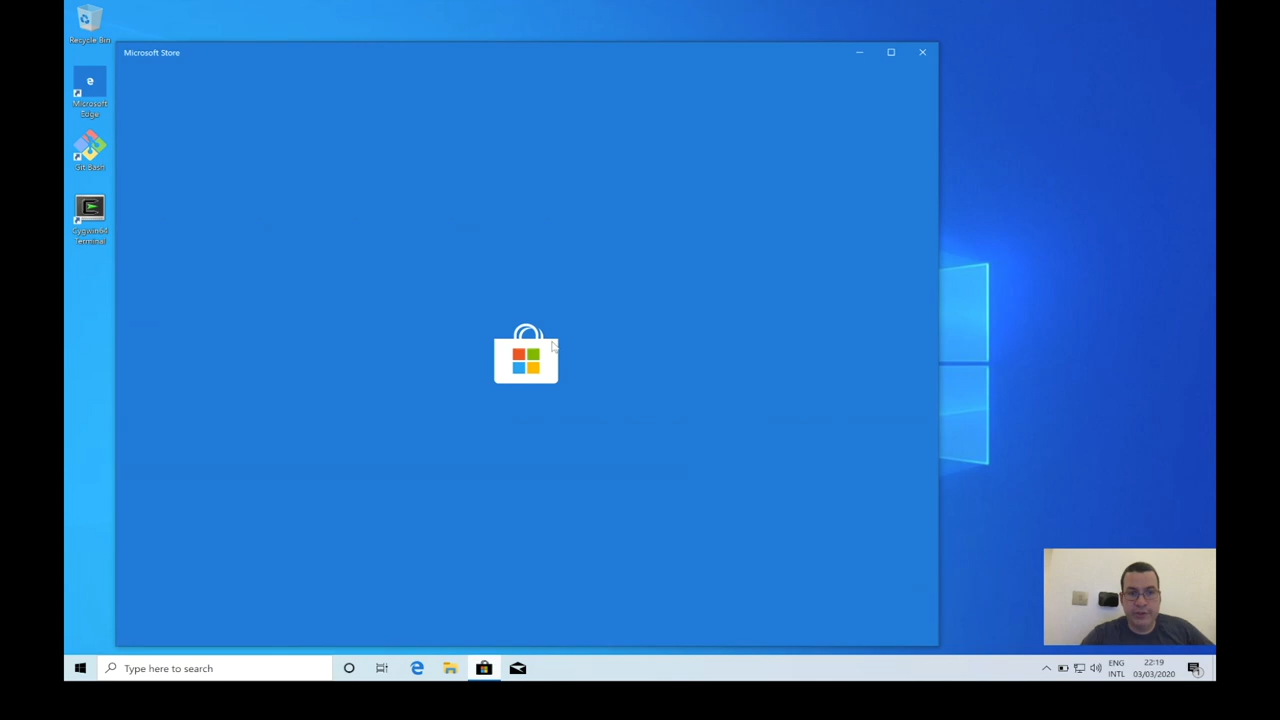 Recycle Bin
Microsoft Store
Microsoft
Edge
Git Bash
Cygwin64
Terminal
Type here to search
ENG
INTL
22:19
03/03/2020
1